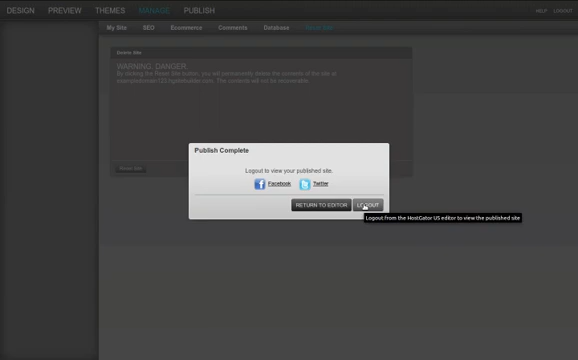 DESIGN PREVIEW THEMES MANAGE PUBLISH HELP LOGOUT
My Site SEO Ecommerce Comments Database Reset Site
Delete Site
WARNING, DANGER.
By clicking the Reset Site button, you will permanently delete the contents of the site at
The contents will not be recoverable.
Reset Site
Publish Complete
Logout to view your published site.
Facebook Twitter
RETURN TO EDITOR LOGOUT
Logout from the HostGator US editor to view the published site